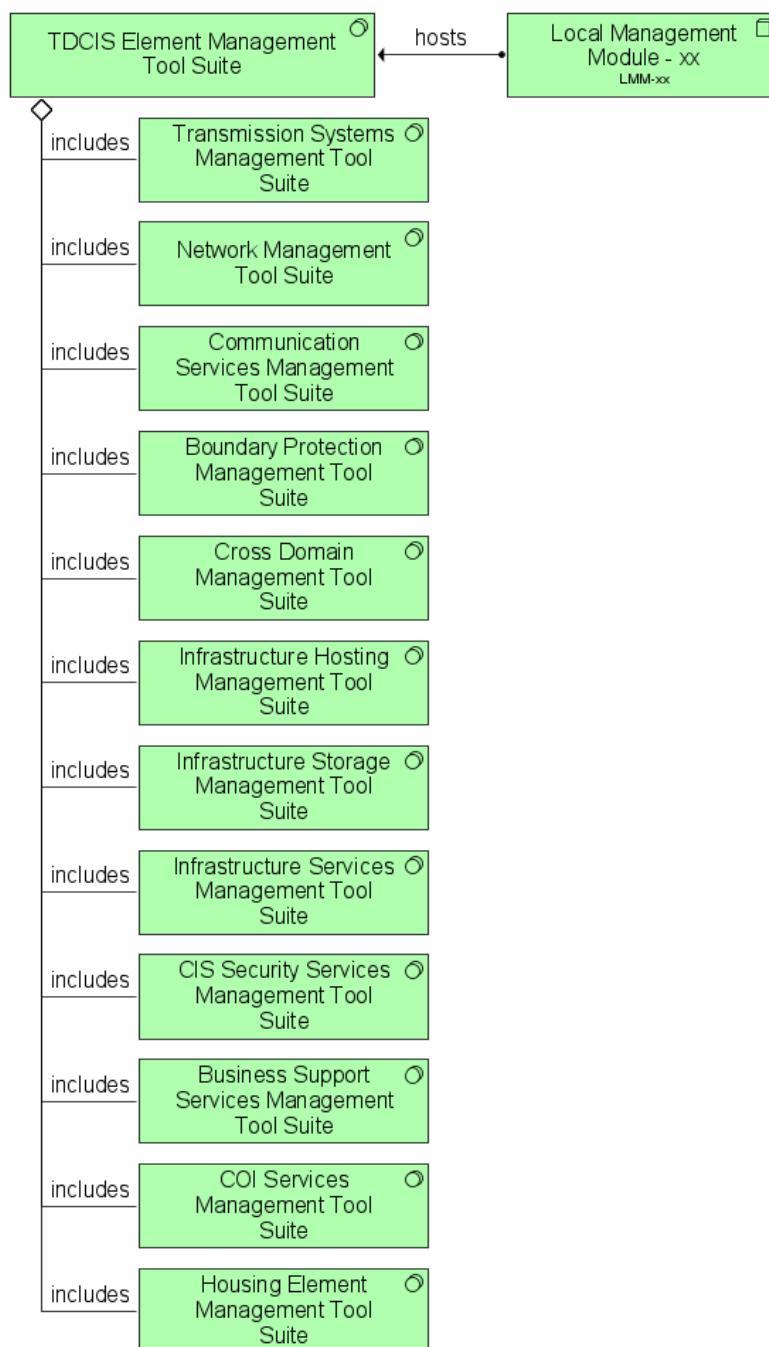 TDCIS Element Management
Tool Suite
hosts
Local Management
Module - xx
LMM-xx
includes
Transmission Systems
Management Tool
Suite
includes
Network Management
Tool Suite
includes
Communication
Services Management
Tool Suite
includes
Boundary Protection
Management Tool
Suite
includes
Cross Domain
Management Tool
Suite
includes
Infrastructure Hosting
Management Tool
Suite
includes
Infrastructure Storage
Management Tool
Suite
includes
Infrastructure Services
Management Tool
Suite
includes
CIS Security Services
Management Tool
Suite
includes
Business Support
Services Management
Tool Suite
includes
COI Services
Management Tool
Suite
includes
Housing Element
Management Tool
Suite